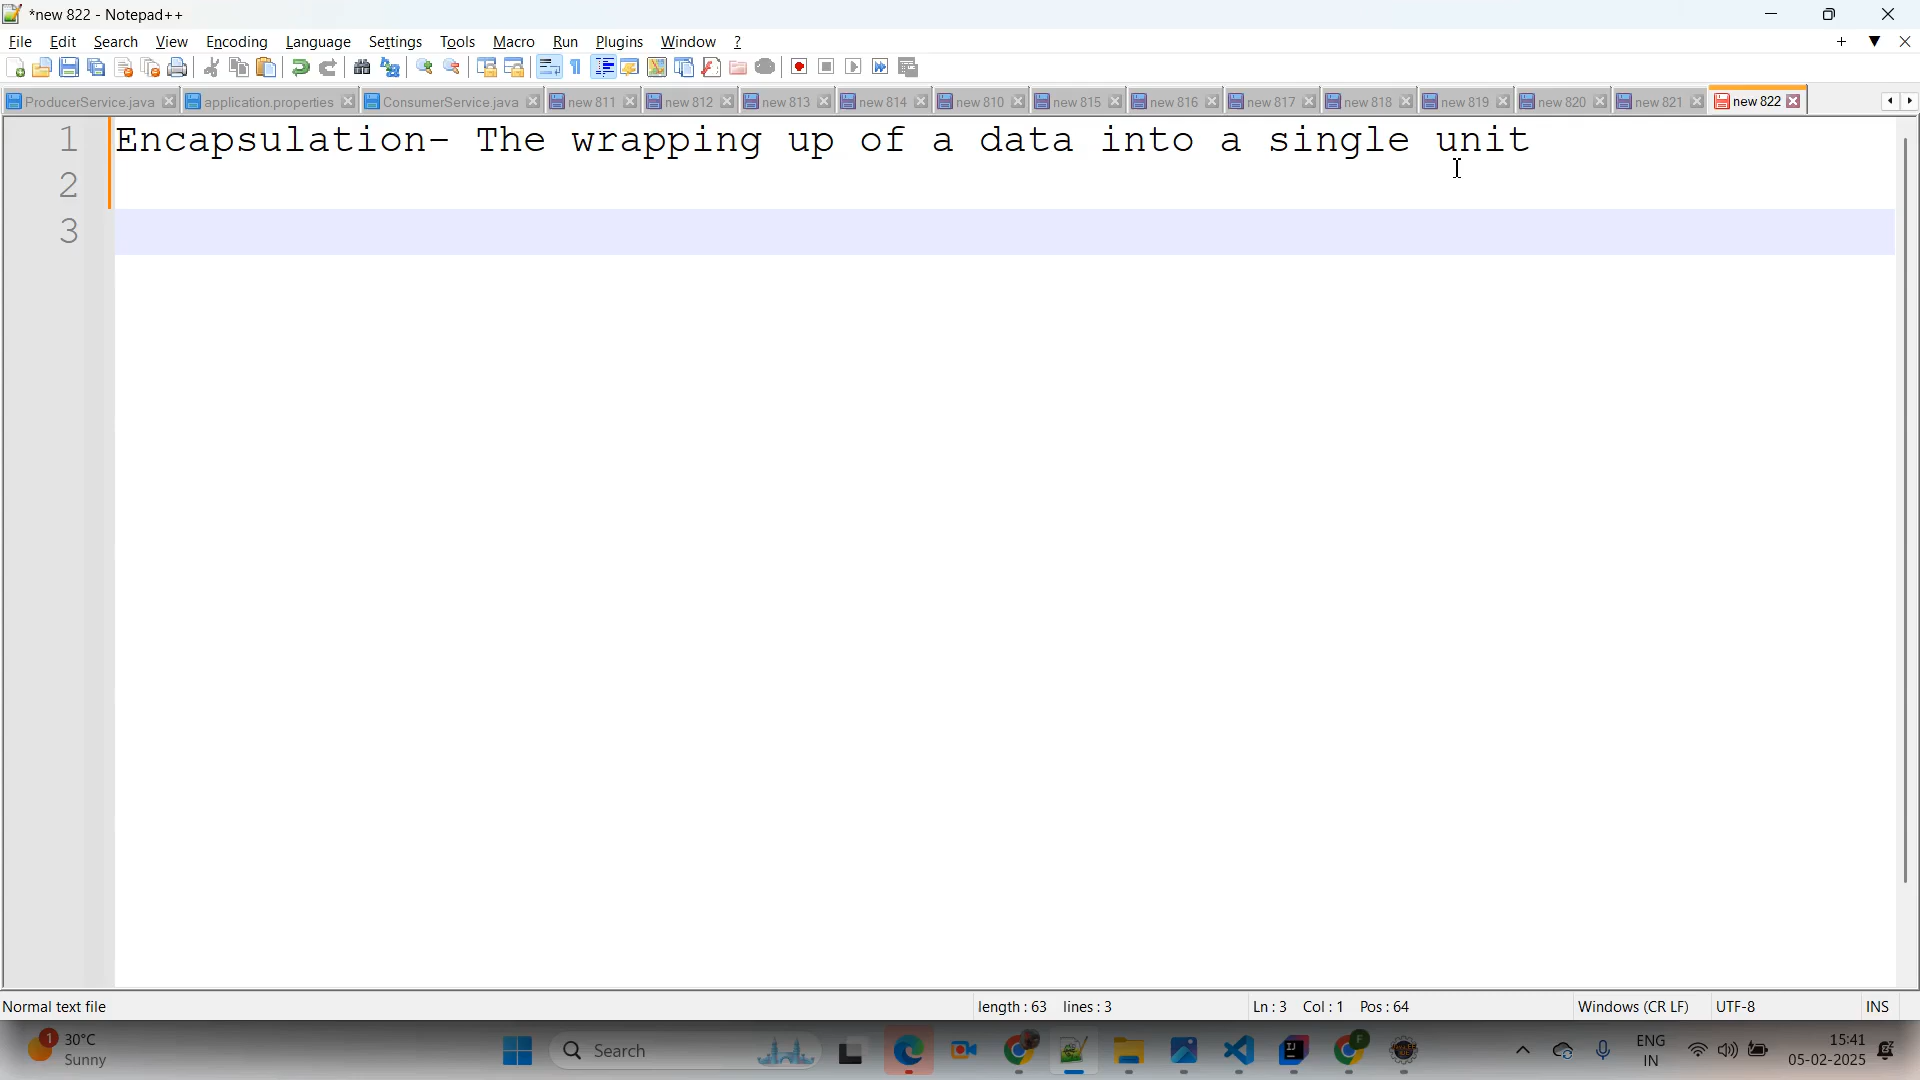 *new 822 - Notepad++
File Edit Search View Encoding Language Settings Tools Macro Run Plugins Window ?
ProducerService.java application.properties ConsumerService.java new 811 new 812 new 813 new 814 new 810 new 815 new 816 new 817 new 818 new 819 new 820 new 821 new 822
1 Encapsulation- The wrapping up of a data into a single unit
2
3
Normal text file length : 63 lines : 3 Ln : 3 Col : 1 Pos : 64 Windows (CR LF) UTF-8 INS
1 30°C Search ENG 15:41
Sunny IN 05-02-2025